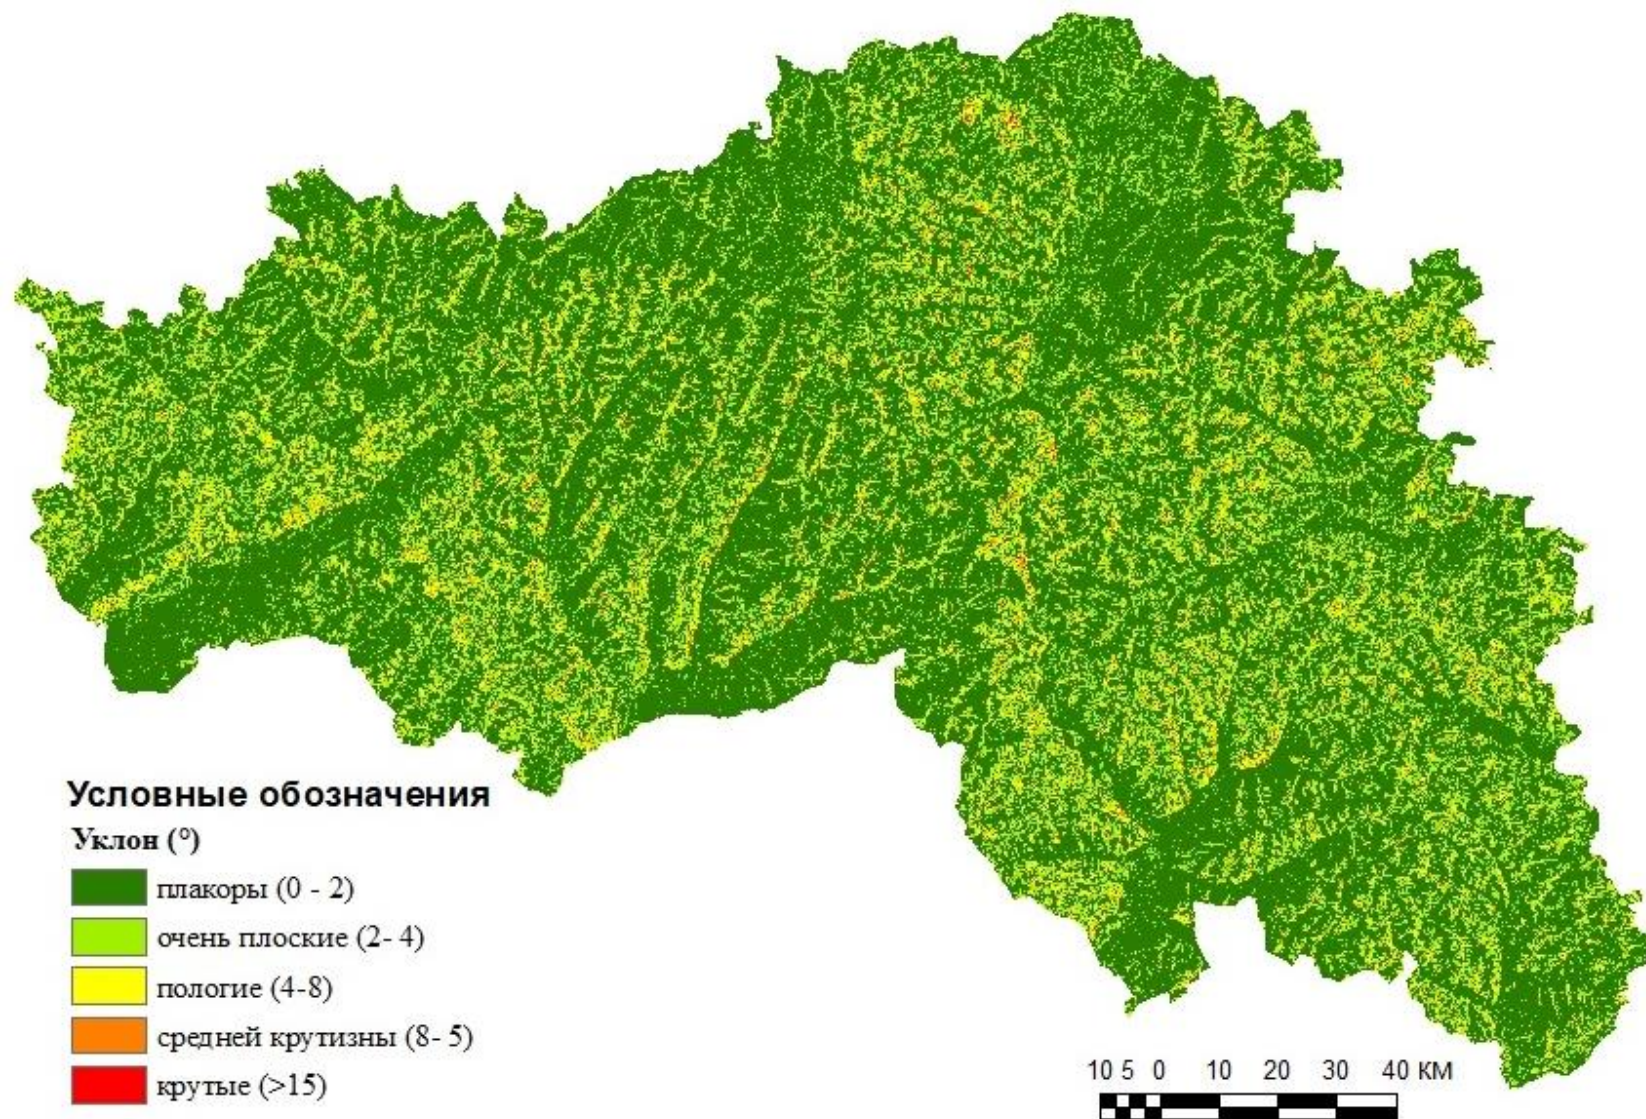 Условные обозначения
Уклон (°)
плакоры (0 - 2)
очень плоские (2- 4)
пологие (4-8)
средней крутизны (8- 5)
крутые (>15)
10 5 0 10 20 30 40 КМ